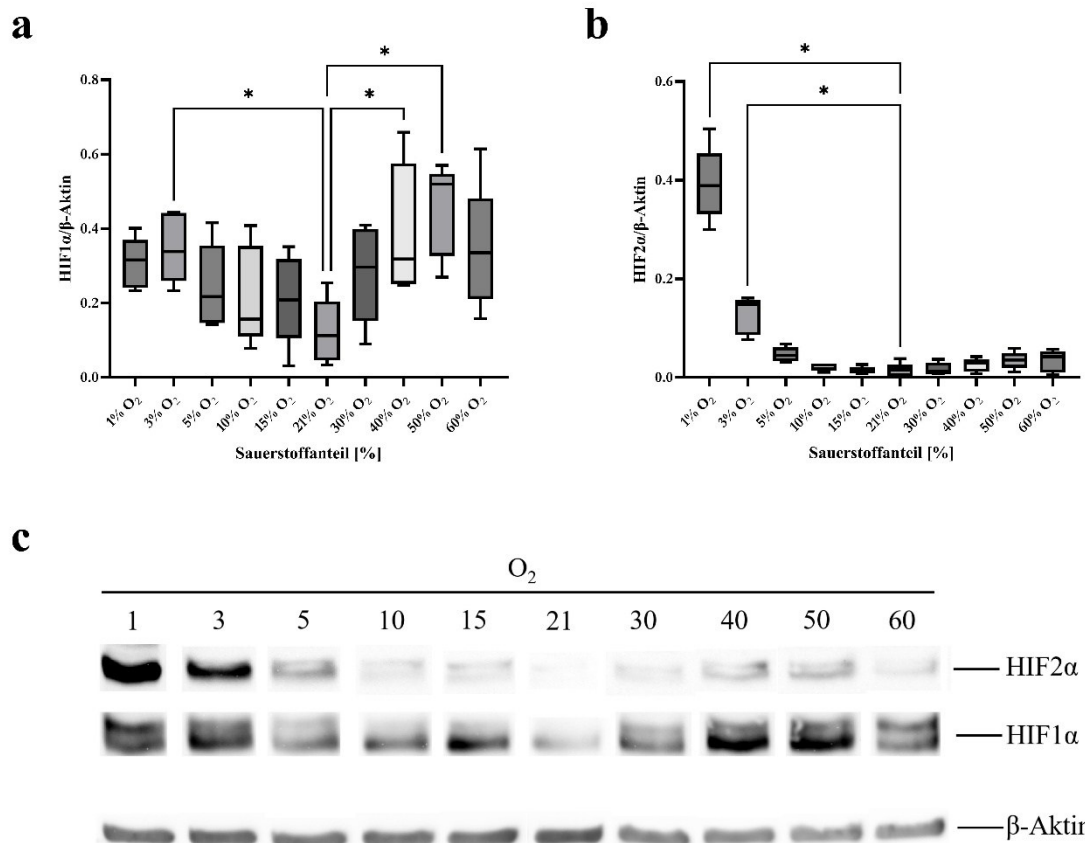 a
*
*
*
0.8
0.6
0.4
0.2
0.0
HIF1α/β-Aktin
1% O₂
3% O₂
5% O₂
10% O₂
15% O₂
21% O₂
30% O₂
40% O₂
50% O₂
60% O₂
Sauerstoffanteil [%]
b
*
*
0.6
0.4
0.2
0.0
HIF2α/β-Aktin
1% O₂
3% O₂
5% O₂
10% O₂
15% O₂
21% O₂
30% O₂
40% O₂
50% O₂
60% O₂
Sauerstoffanteil [%]
c
O₂
1 3 5 10 15 21 30 40 50 60
HIF2α
HIF1α
β-Aktin